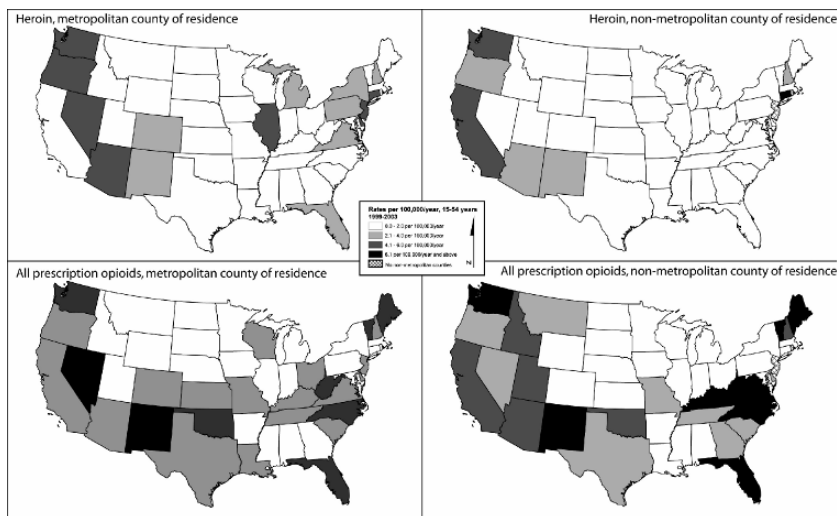 Heroin, metropolitan county of residence
Heroin, non-metropolitan county of residence
Rates per 100,000/year, 15-54 years
1999-2003
0.0 - 2.0 per 100,000/year
2.1 - 4.0 per 100,000/year
4.1 - 6.0 per 100,000/year
6.1 per 100,000/year and above
No non-metropolitan counties
N
All prescription opioids, metropolitan county of residence
All prescription opioids, non-metropolitan county of residence